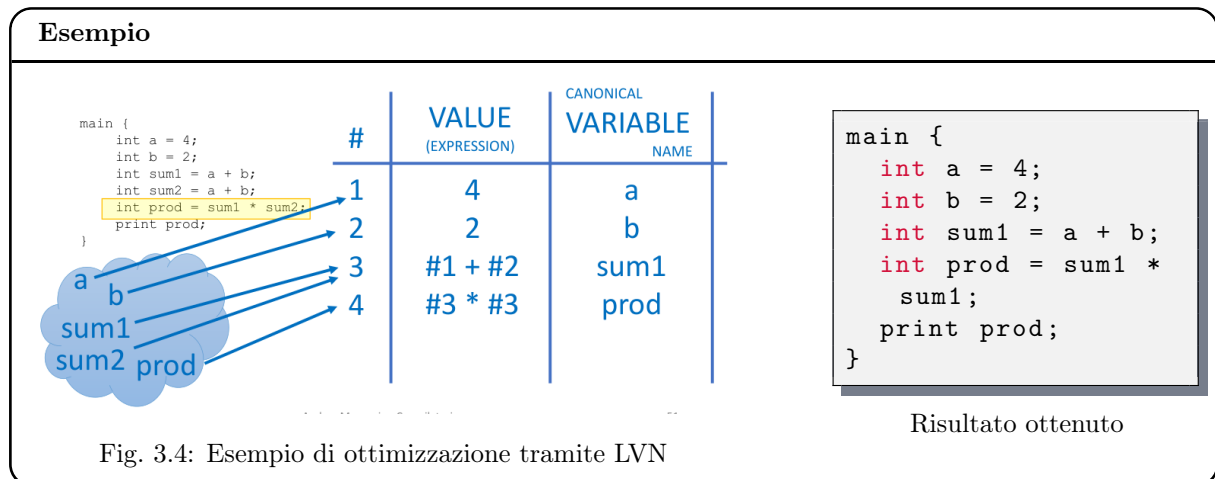 Esempio
main {
int a = 4;
int b = 2;
int sum1 = a + b;
int sum2 = a + b;
int prod = sum1 * sum2;
print prod;
}
a
b
sum1
sum2 prod
# VALUE (EXPRESSION) CANONICAL VARIABLE NAME
1 4 a
2 2 b
3 #1 + #2 sum1
4 #3 * #3 prod
Fig. 3.4: Esempio di ottimizzazione tramite LVN
main {
int a = 4;
int b = 2;
int sum1 = a + b;
int prod = sum1 *
sum1;
print prod;
}
Risultato ottenuto